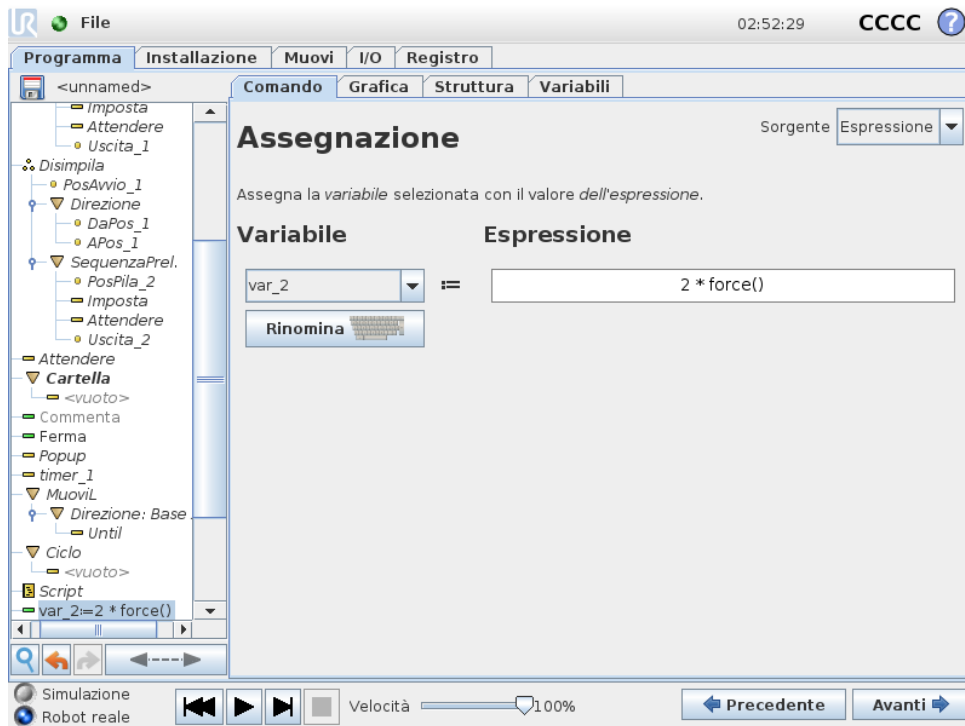 UR File 02:52:29 CCCC ?
Programma Installazione Muovi I/O Registro
<unnamed> Comando Grafica Struttura Variabili
Imposta
Attendere
Uscita_1
Disimpila
PosAvvio_1
Direzione
DaPos_1
APos_1
SequenzaPrel.
PosPila_2
Imposta
Attendere
Uscita_2
Attendere
Cartella
<vuoto>
Commenta
Ferma
Popup
timer_1
MuoviL
Direzione: Base .
Until
Ciclo
<vuoto>
Script
var_2:=2 * force()
Assegnazione
Sorgente Espressione
Assegna la variabile selezionata con il valore dell'espressione.
Variabile Espressione
var_2 := 2 * force()
Rinomina
Simulazione
Robot reale
Velocità 100%
Precedente Avanti